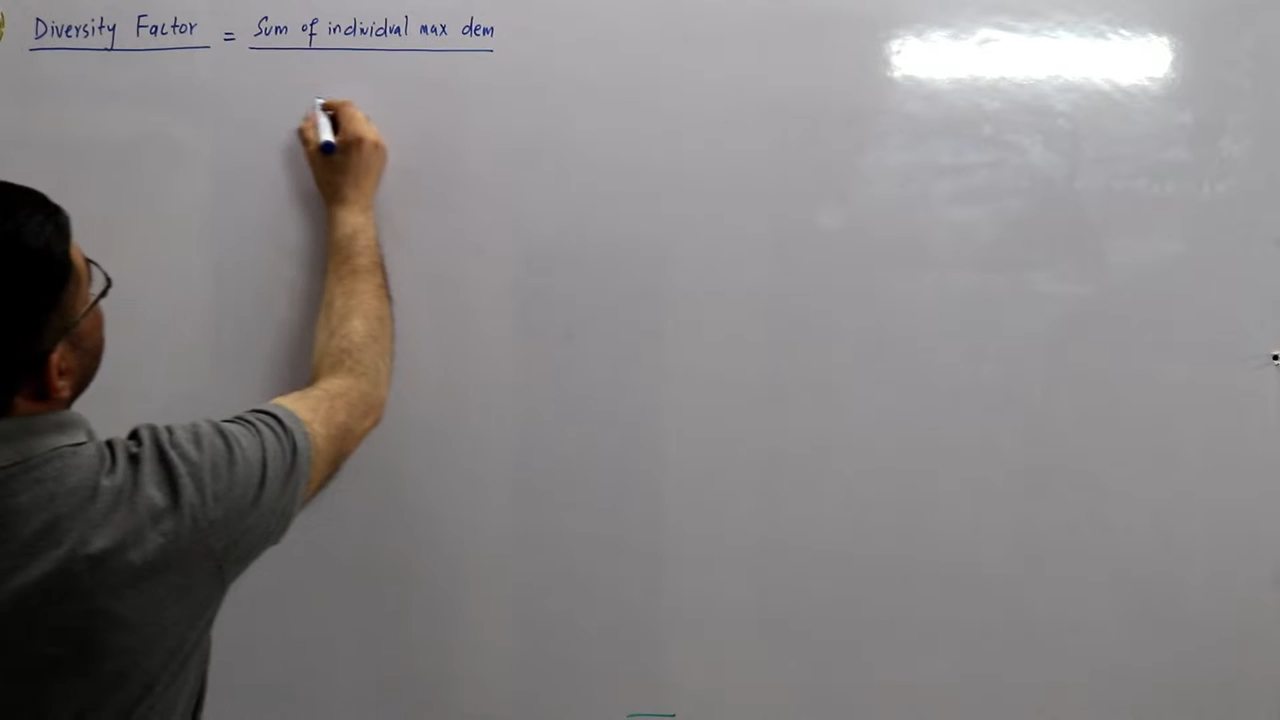 Diversity Factor = Sum of individual max dem